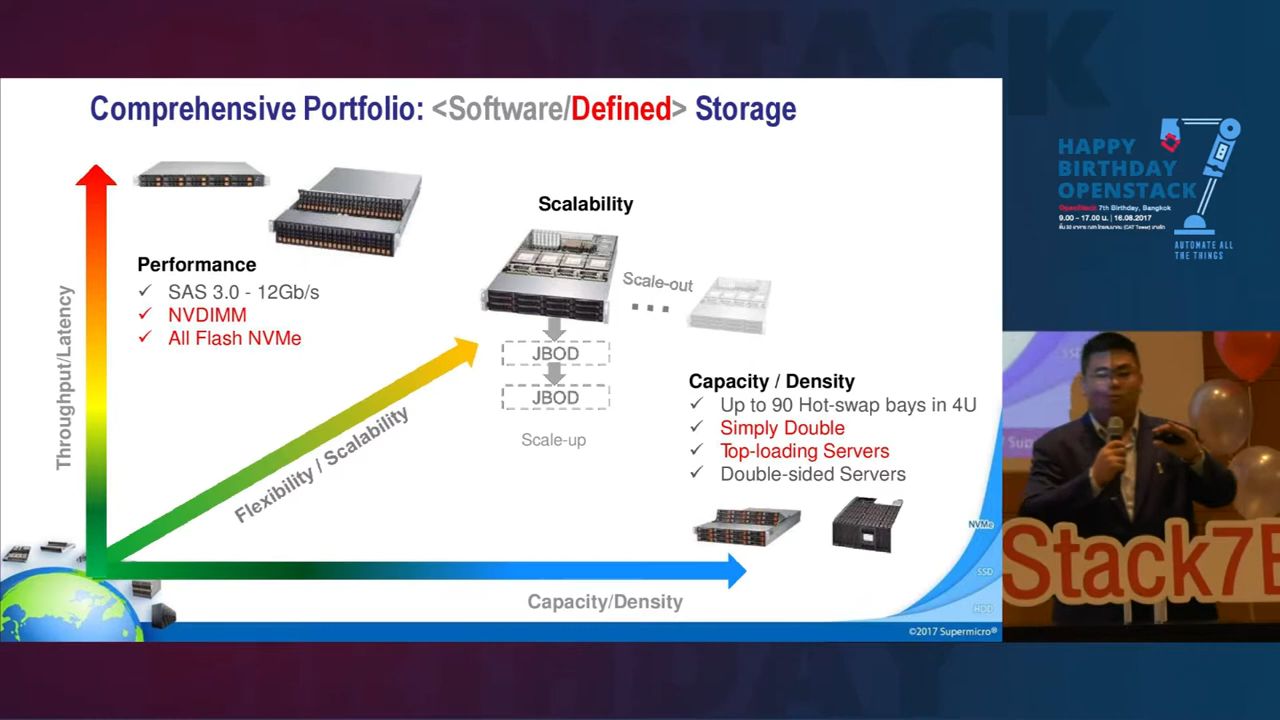 Comprehensive Portfolio: <Software/Defined> Storage
Throughput/Latency
Performance
✓ SAS 3.0 - 12Gb/s
✓ NVDIMM
✓ All Flash NVMe
Flexibility / Scalability
Scalability
Scale-out
JBOD
JBOD
Scale-up
Capacity / Density
✓ Up to 90 Hot-swap bays in 4U
✓ Simply Double
✓ Top-loading Servers
✓ Double-sided Servers
Capacity/Density
NVMe
SSD
HDD
©2017 Supermicro®
HAPPY
BIRTHDAY
OPENSTACK
OpenStack 7th Birthday, Bangkok
9.00 - 17.00 น. | 16.08.2017
AUTOMATE ALL
THE THINGS
Stack7B